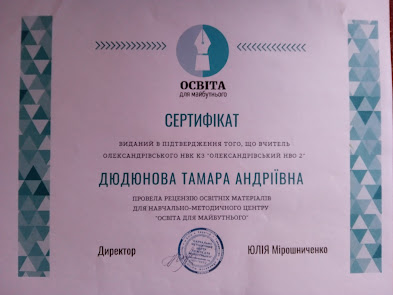 ОСВІТА
для майбутнього
СЕРТИФІКАТ
ВИДАНИЙ В ПІДТВЕРДЖЕННЯ ТОГО, ЩО ВЧИТЕЛЬ
ОЛЕКСАНДРІВСЬКОГО НВК КЗ "ОЛЕКСАНДРІВСЬКИЙ НВО 2"
ДЮДЮНОВА ТАМАРА АНДРІЇВНА
ПРОВЕЛА РЕЦЕНЗІЮ ОСВІТНІХ МАТЕРІАЛІВ
ДЛЯ НАВЧАЛЬНО-МЕТОДИЧНОГО ЦЕНТРУ
"ОСВІТА ДЛЯ МАЙБУТНЬОГО"
Директор
ЮЛІЯ Мірошниченко